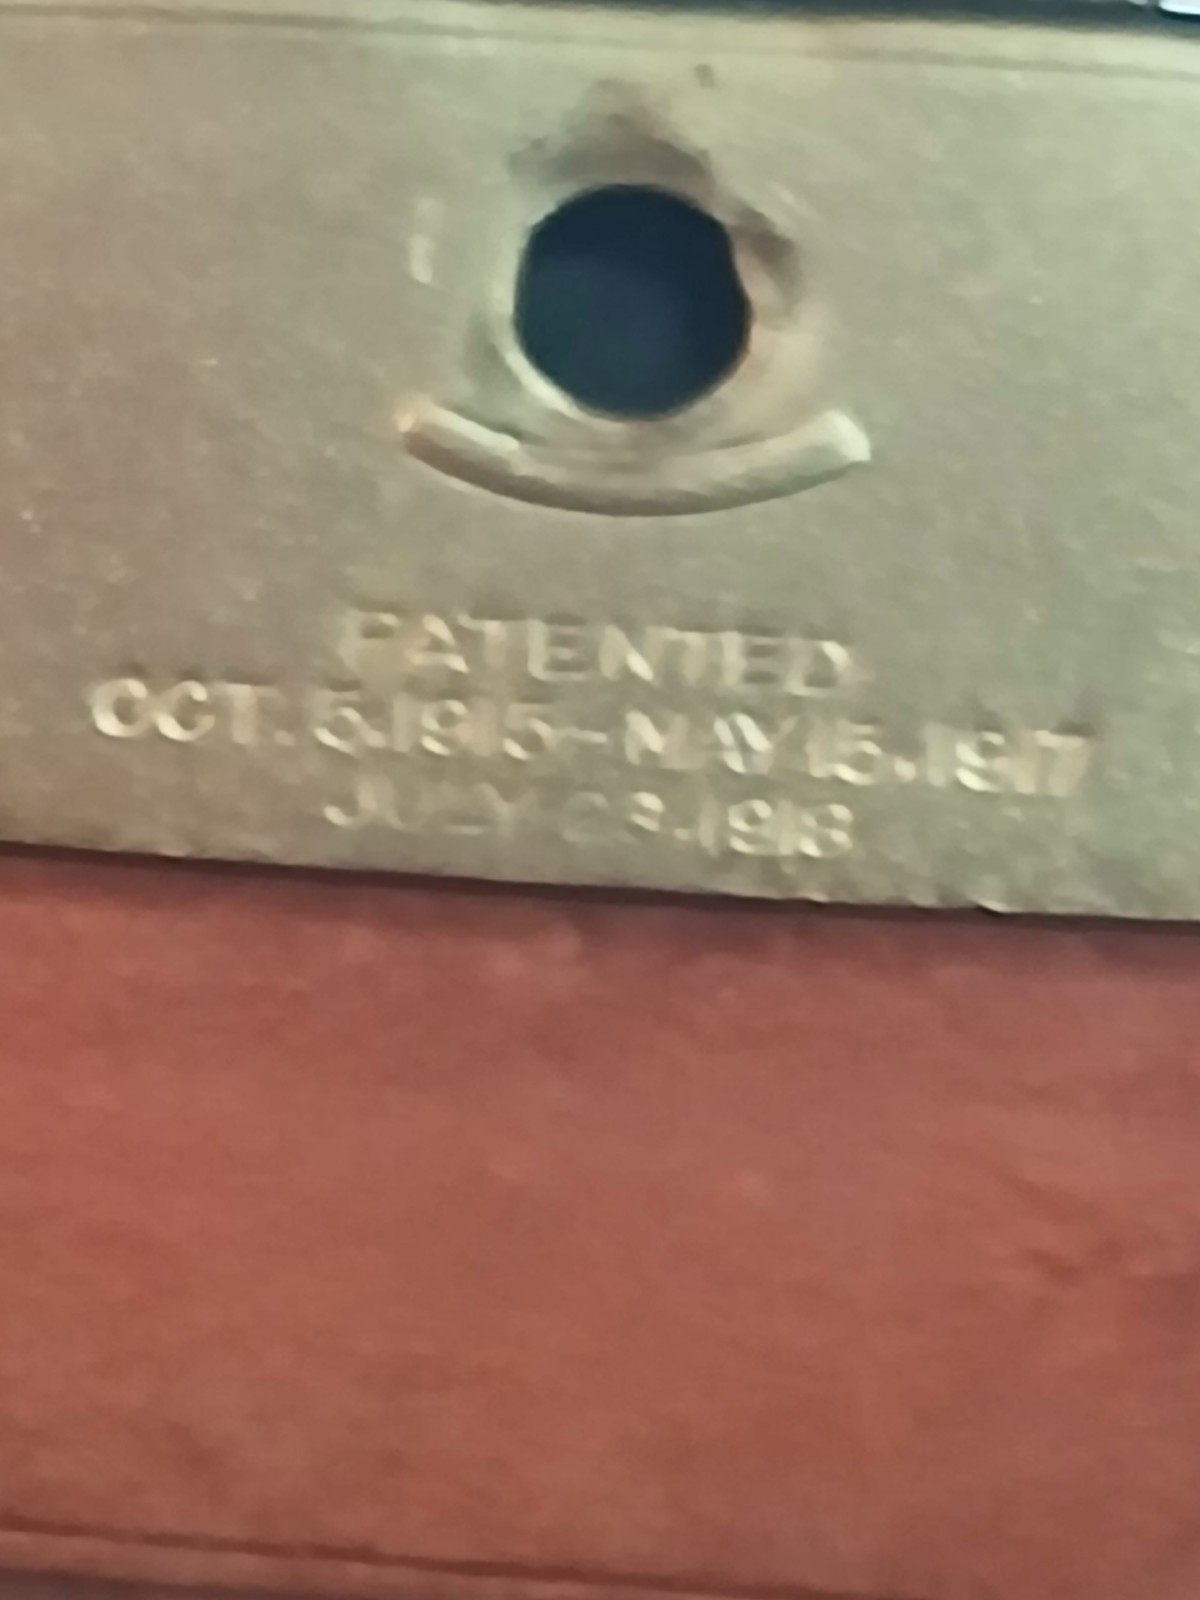 PATENTED
OCT. 5.1915-MAY 15.1917
JULY 23.1918